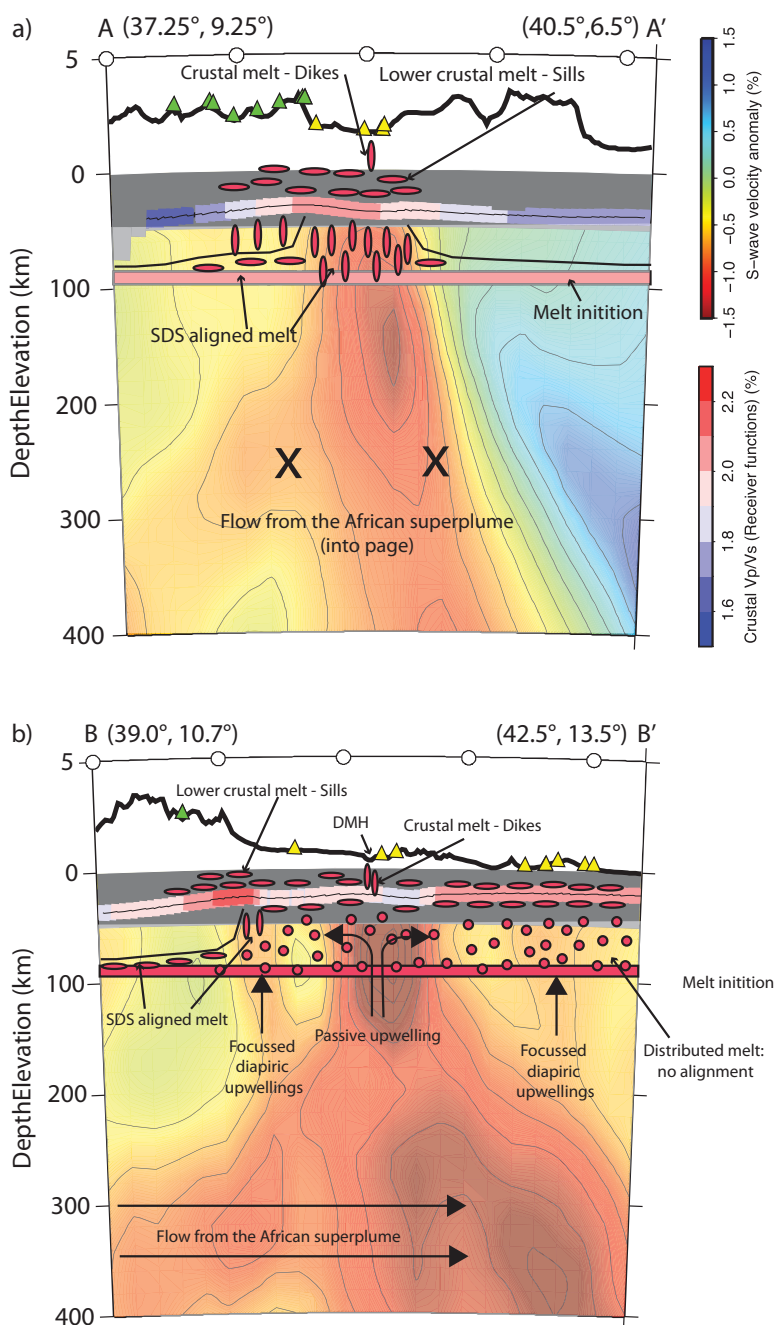 a)
A (37.25°, 9.25°)
(40.5°,6.5°) A’
5
0
100
200
300
400
DepthElevation (km)
Crustal melt - Dikes
Lower crustal melt - Sills
SDS aligned melt
Melt initition
X X
Flow from the African superplume
(into page)
1.5
1.0
0.5
0.0
−0.5
−1.0
−1.5
S−wave velocity anomaly (%)
2.2
2.0
1.8
1.6
Crustal Vp/Vs (Receiver functions) (%)
b)
B (39.0°, 10.7°)
(42.5°, 13.5°) B’
5
0
100
200
300
400
DepthElevation (km)
Lower crustal melt - Sills
DMH
Crustal melt - Dikes
Melt initition
SDS aligned melt
Passive upwelling
Focussed
diapiric
upwellings
Focussed
diapiric
upwellings
Distributed melt:
no alignment
Flow from the African superplume